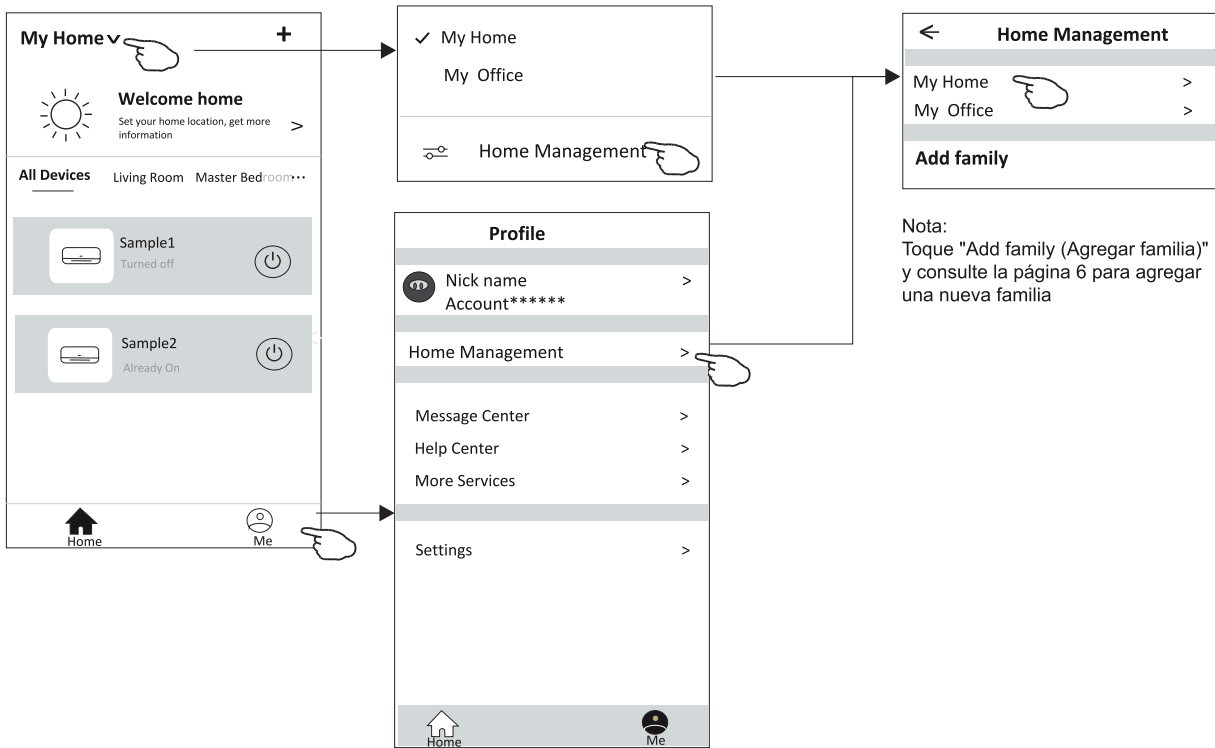 My Home
+
Welcome home
Set your home location, get more
information
>
All Devices Living Room Master Bedroom...
Sample1
Turned off
Sample2
Already On
Home Me
✓ My Home
My Office
Home Management
Profile
Nick name >
Account******
Home Management >
Message Center >
Help Center >
More Services >
Settings >
Home Me
Home Management
My Home >
My Office >
Add family
Nota:
Toque "Add family (Agregar familia)"
y consulte la página 6 para agregar
una nueva familia